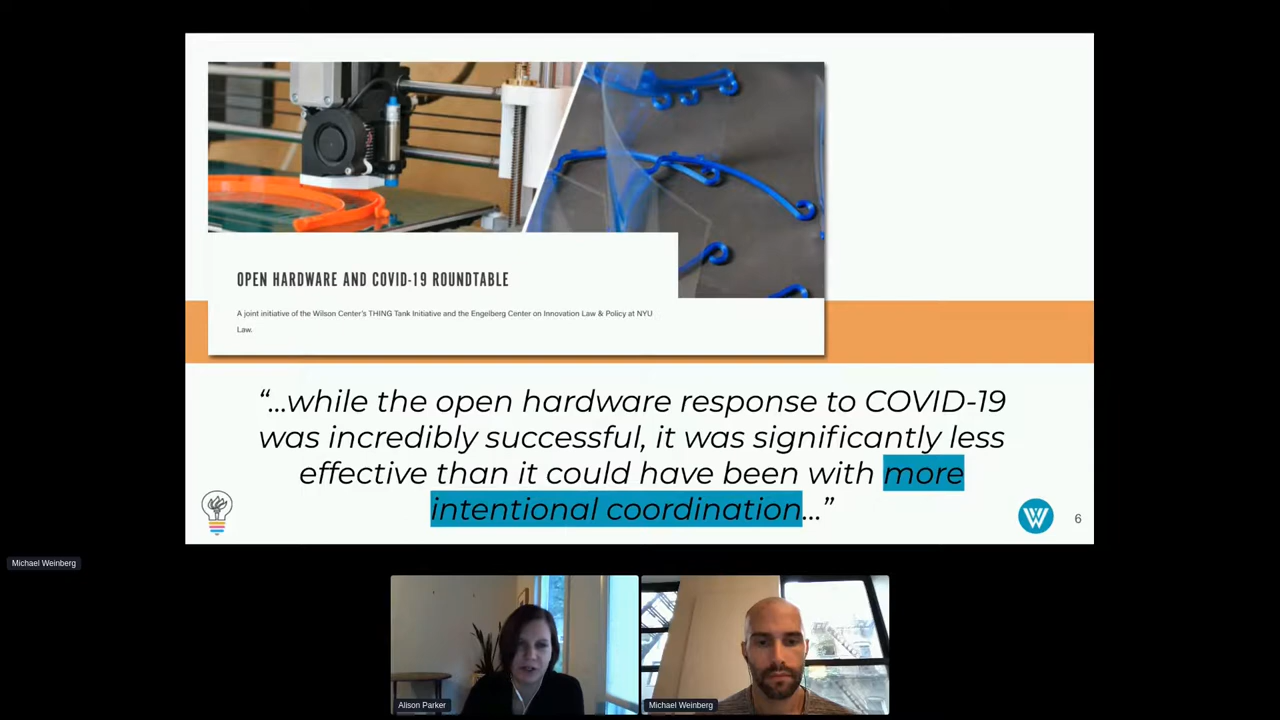 OPEN HARDWARE AND COVID-19 ROUNDTABLE
A joint initiative of the Wilson Center's THING Tank Initiative and the Engelberg Center on Innovation Law & Policy at NYU
Law.
“...while the open hardware response to COVID-19
was incredibly successful, it was significantly less
effective than it could have been with more
intentional coordination...”
W
6
Michael Weinberg
Alison Parker
Michael Weinberg